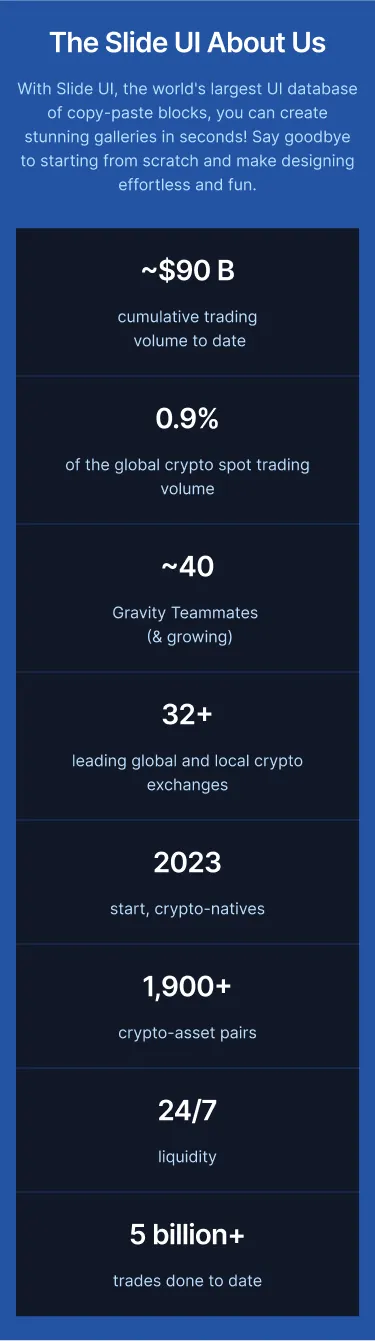 The Slide UI About Us
With Slide UI, the world's largest UI database
of copy-paste blocks, you can create
stunning galleries in seconds! Say goodbye
to starting from scratch and make designing
effortless and fun.
~$90 B
cumulative trading
volume to date
0.9%
of the global crypto spot trading
volume
~40
Gravity Teammates
(& growing)
32+
leading global and local crypto
exchanges
2023
start, crypto-natives
1,900+
crypto-asset pairs
24/7
liquidity
5 billion+
trades done to date